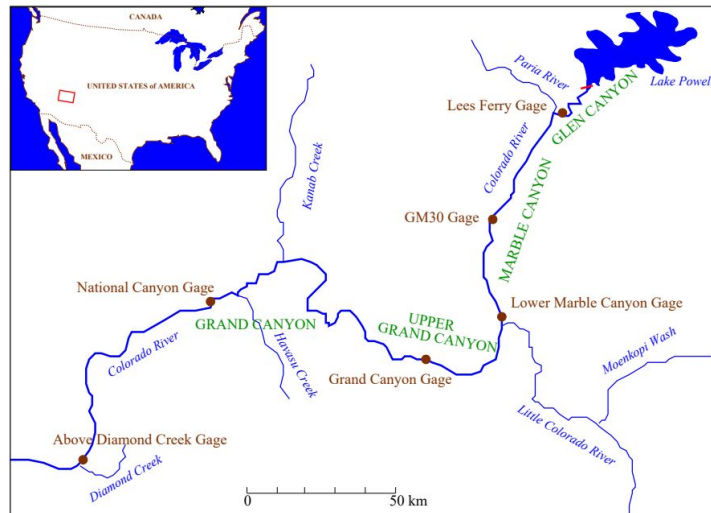 CANADA
UNITED STATES of AMERICA
MEXICO
Paria River
Lake Powell
Lees Ferry Gage
GLEN CANYON
Colorado River
Kanab Creek
GM30 Gage
MARBLE CANYON
National Canyon Gage
Lower Marble Canyon Gage
GRAND CANYON
UPPER
GRAND CANYON
Colorado River
Havasu Creek
Moenkopi Wash
Grand Canyon Gage
Little Colorado River
Above Diamond Creek Gage
Diamond Creek
0
50 km